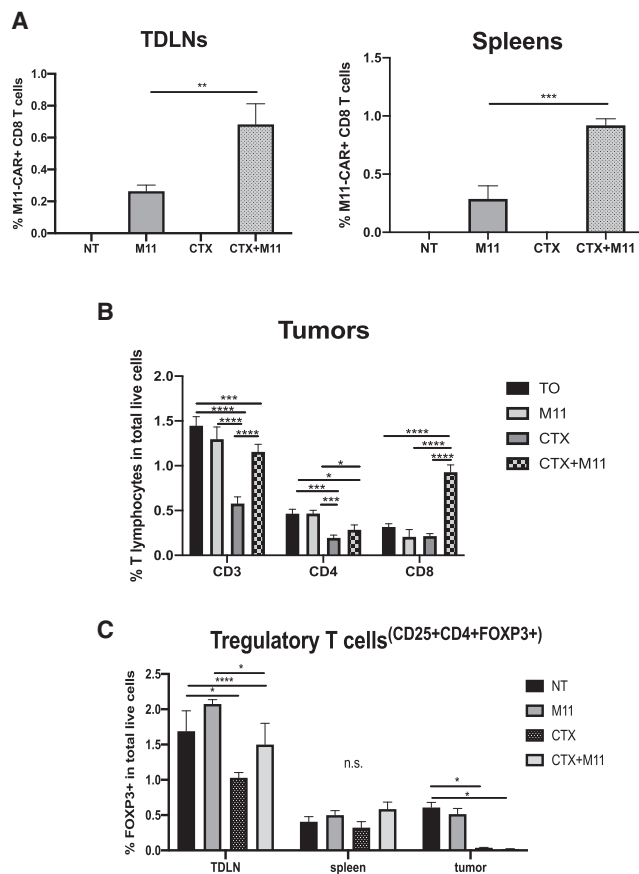 A
TDLNs
Spleens
% M11-CAR+ CD8 T cells
1.0
0.8
0.6
0.4
0.2
0.0
**
NT M11 CTX CTX+M11
% M11-CAR+ CD8 T cells
1.5
1.0
0.5
0.0
***
NT M11 CTX CTX+M11
B
Tumors
% T lymphocytes in total live cells
2.0
1.5
1.0
0.5
0.0
***
****
****
****
*
*
***
***
****
****
****
CD3 CD4 CD8
TO
M11
CTX
CTX+M11
C
Tregulatory T cells(CD25+CD4+FOXP3+)
% FOXP3+ in total live cells
2.5
2.0
1.5
1.0
0.5
0.0
*
****
*
n.s.
*
*
TDLN spleen tumor
NT
M11
CTX
CTX+M11